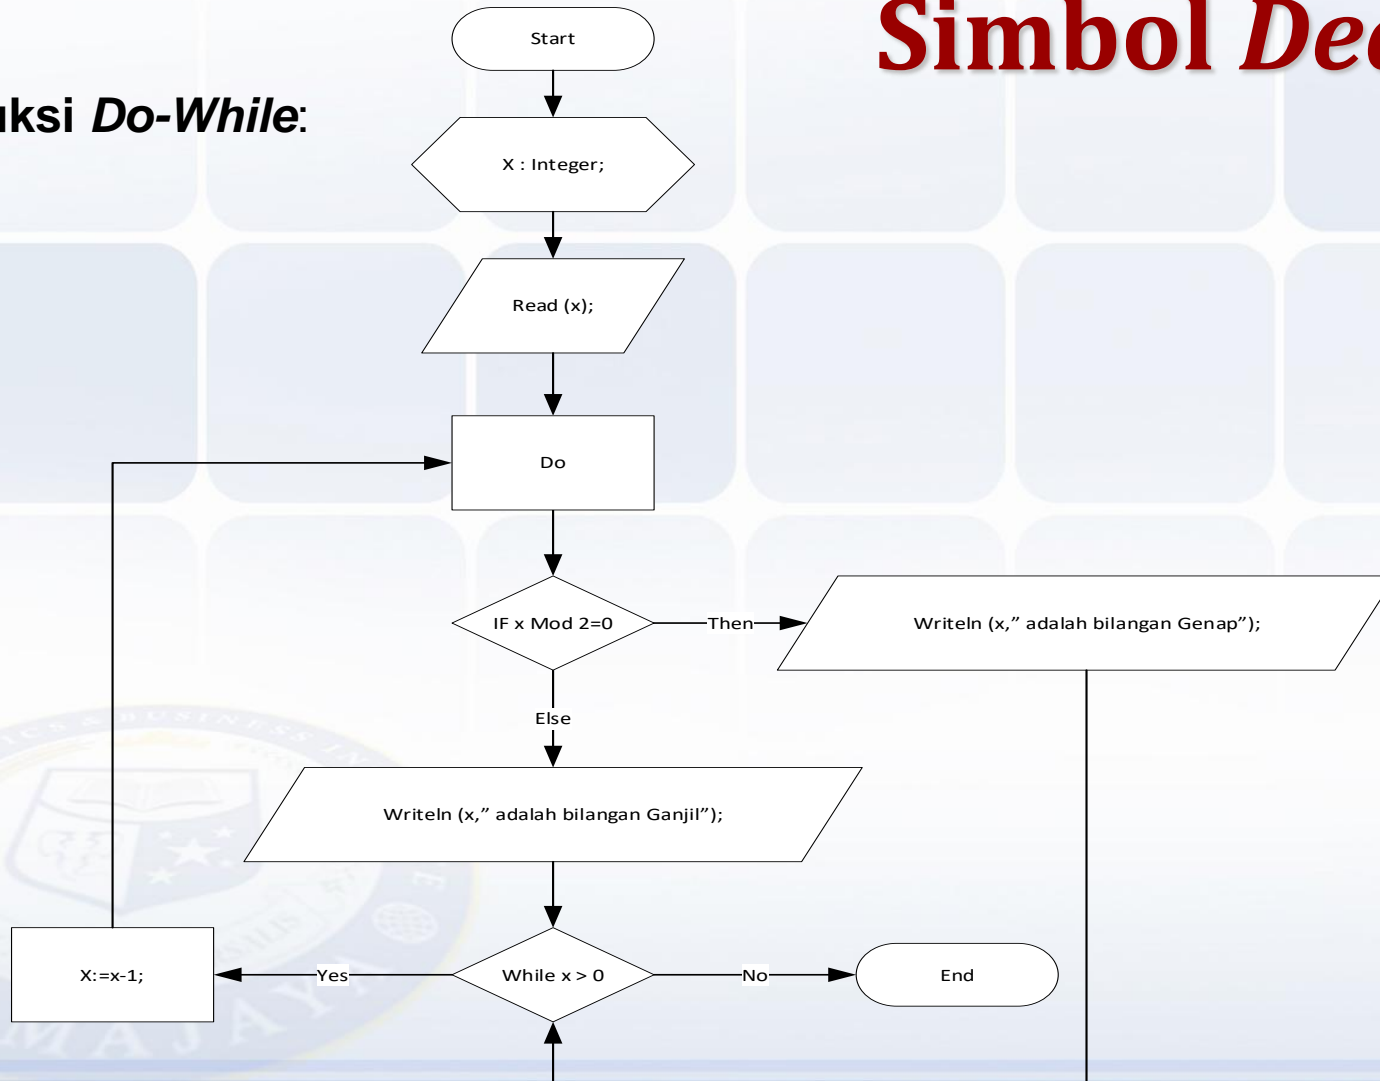 Simbol
Start
uksi Do-While:
X : Integer;
Read (x);
Do
IF x Mod 2=0
Then
Writeln (x,” adalah bilangan Genap”);
Else
Writeln (x,” adalah bilangan Ganjil”);
X:=x-1;
Yes
While x > 0
No
End
MAJAYA